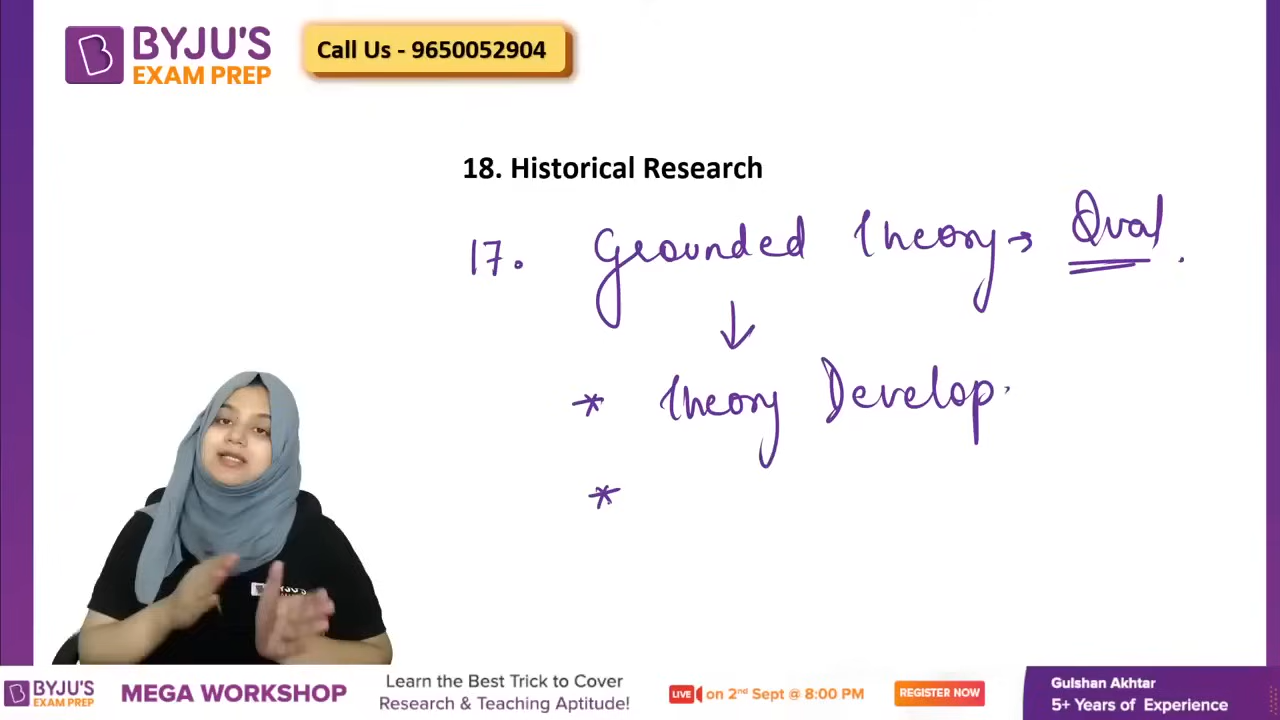 BYJU'S
EXAM PREP
Call Us - 9650052904
18. Historical Research
17. Grounded Theory → Qual.
↓
* Theory Develop.
*
BYJU'S
BYJU'S
EXAM PREP
MEGA WORKSHOP
Learn the Best Trick to Cover
Research & Teaching Aptitude!
LIVE on 2nd Sept @ 8:00 PM
REGISTER NOW
Gulshan Akhtar
5+ Years of Experience